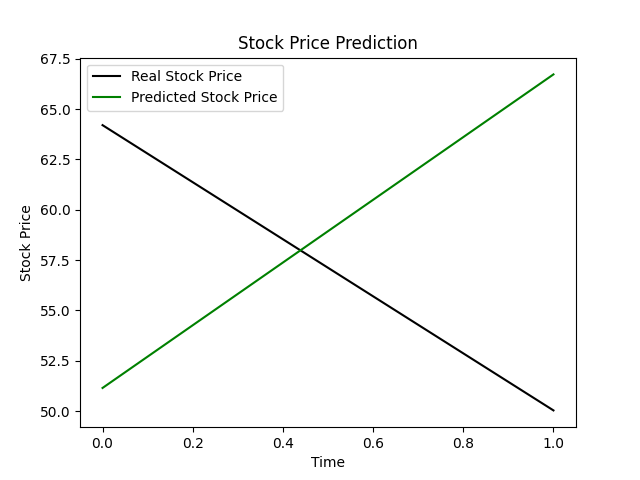 Stock Price Prediction
Real Stock Price
Predicted Stock Price
67.5
65.0
62.5
60.0
57.5
55.0
52.5
50.0
Stock Price
0.0 0.2 0.4 0.6 0.8 1.0
Time